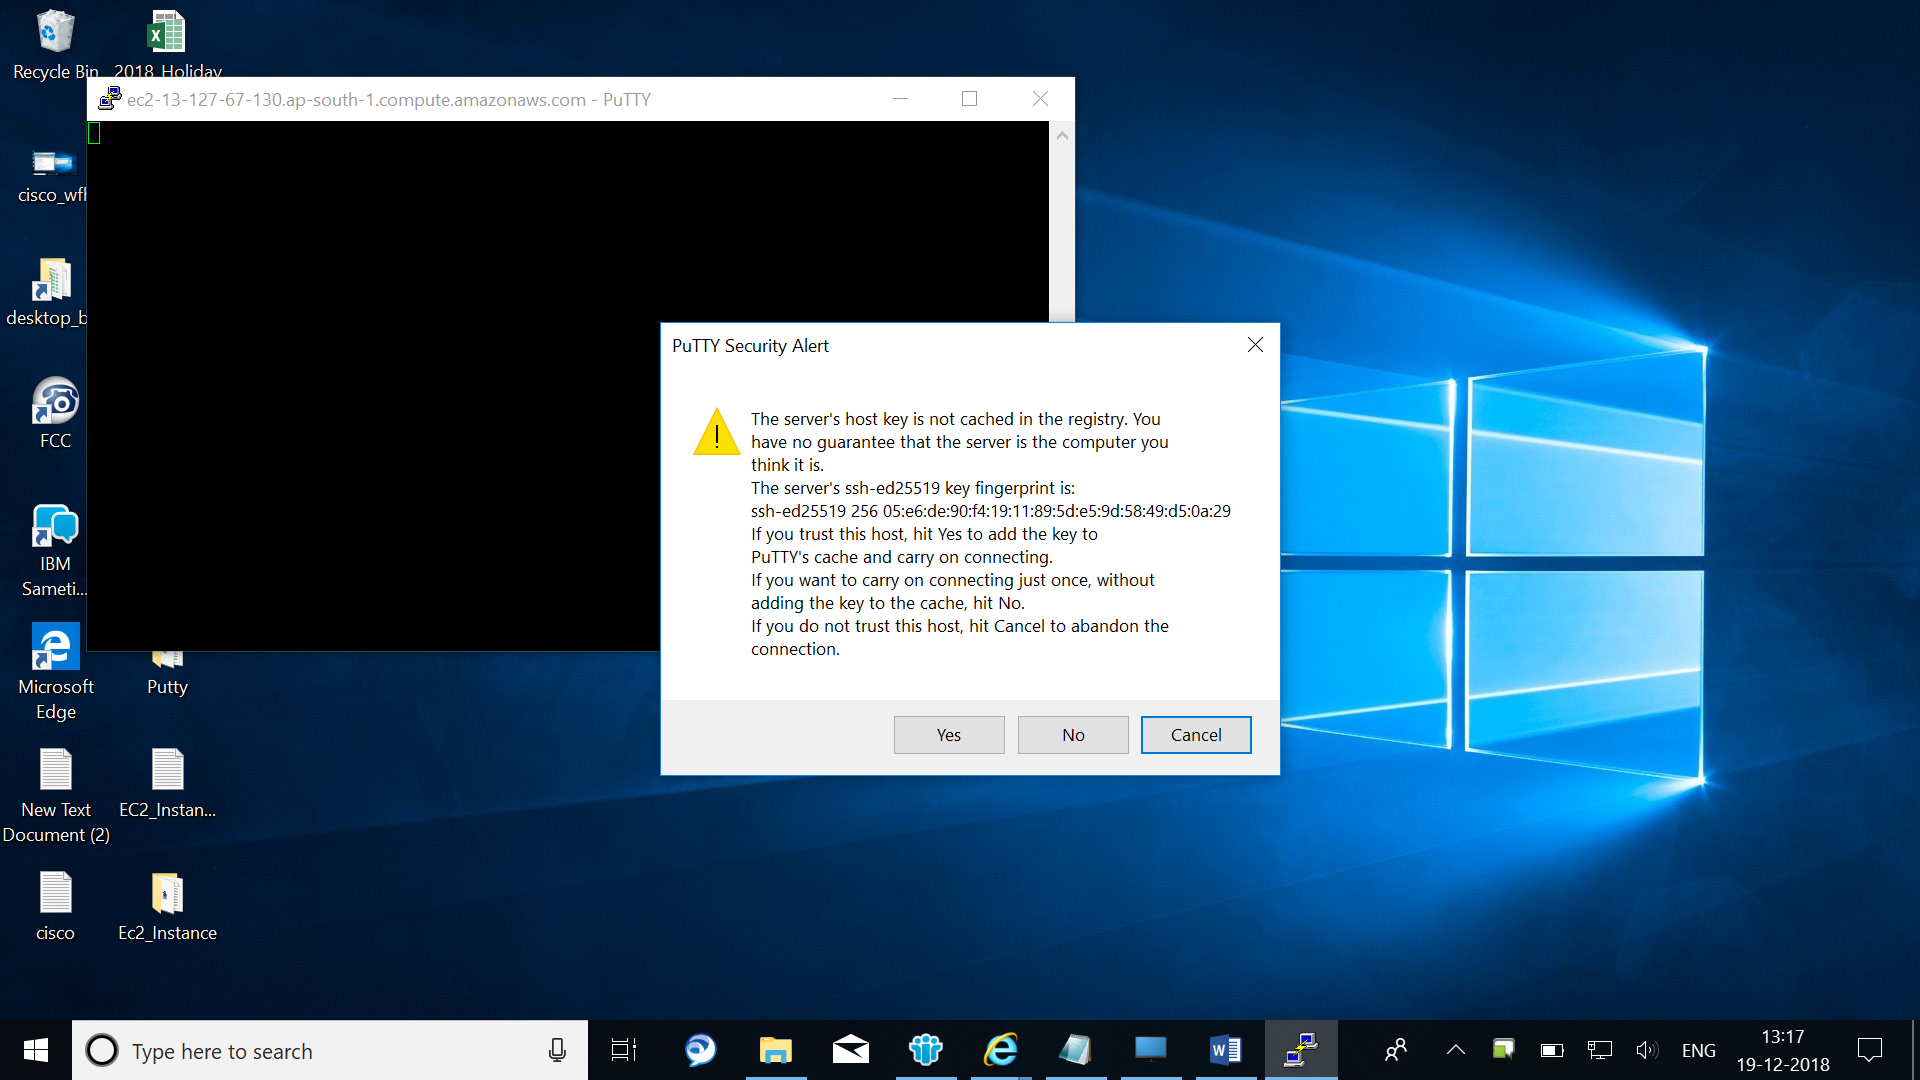 Recycle Bin
2018_Holiday
ec2-13-127-67-130.ap-south-1.compute.amazonaws.com - PuTTY
cisco_wfh
desktop_b
FCC
IBM
Sameti...
Microsoft
Edge
Putty
New Text
Document (2)
EC2_Instan...
cisco
Ec2_Instance
PuTTY Security Alert
The server's host key is not cached in the registry. You
have no guarantee that the server is the computer you
think it is.
The server's ssh-ed25519 key fingerprint is:
ssh-ed25519 256 05:e6:de:90:f4:19:11:89:5d:e5:9d:58:49:d5:0a:29
If you trust this host, hit Yes to add the key to
PuTTY's cache and carry on connecting.
If you want to carry on connecting just once, without
adding the key to the cache, hit No.
If you do not trust this host, hit Cancel to abandon the
connection.
Yes
No
Cancel
Type here to search
ENG
13:17
19-12-2018